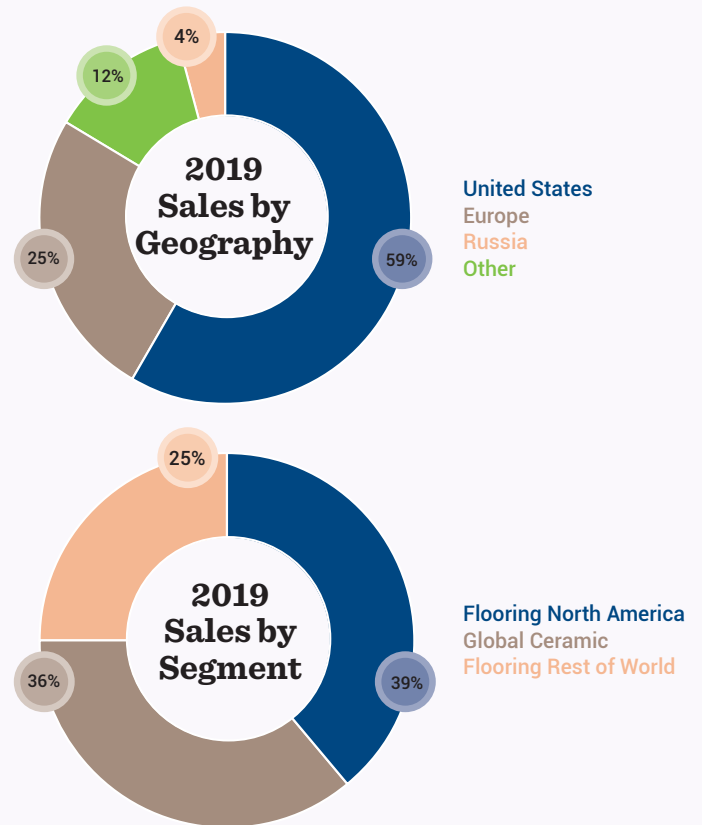 4%
12%
2019
Sales by
Geography
25%
59%
United States
Europe
Russia
Other
25%
2019
Sales by
Segment
36%
39%
Flooring North America
Global Ceramic
Flooring Rest of World